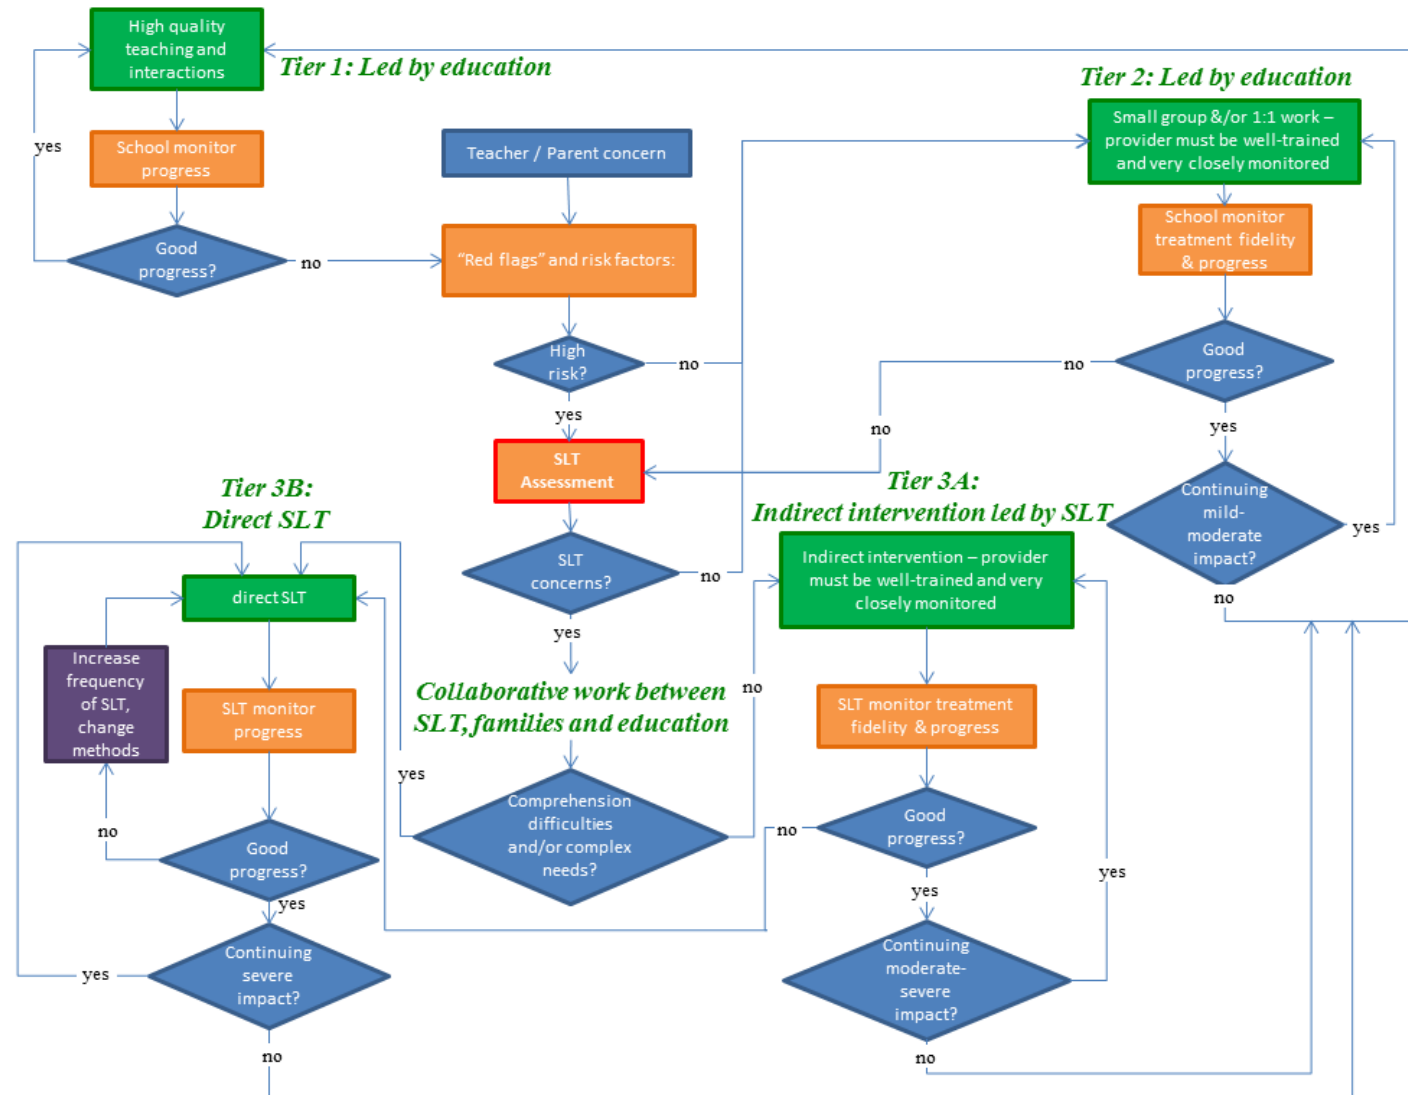 High quality
teaching and
interactions
Tier 1: Led by education
yes
School monitor
progress
Good
progress?
no
Teacher / Parent concern
“Red flags” and risk factors:
High
risk?
no
yes
SLT
Assessment
SLT
concerns?
no
yes
Collaborative work between
SLT, families and education
Comprehension
difficulties
and/or complex
needs?
yes
no
Tier 2: Led by education
Small group &/or 1:1 work –
provider must be well-trained
and very closely monitored
School monitor
treatment fidelity
& progress
Good
progress?
no
no
yes
Continuing
mild-
moderate
impact?
yes
no
Tier 3A:
Indirect intervention led by SLT
Indirect intervention – provider
must be well-trained and very
closely monitored
SLT monitor treatment
fidelity & progress
Good
progress?
no
yes
Continuing
moderate-
severe
impact?
yes
no
Tier 3B:
Direct SLT
direct SLT
Increase
frequency
of SLT,
change
methods
SLT monitor
progress
Good
progress?
no
yes
Continuing
severe
impact?
yes
no